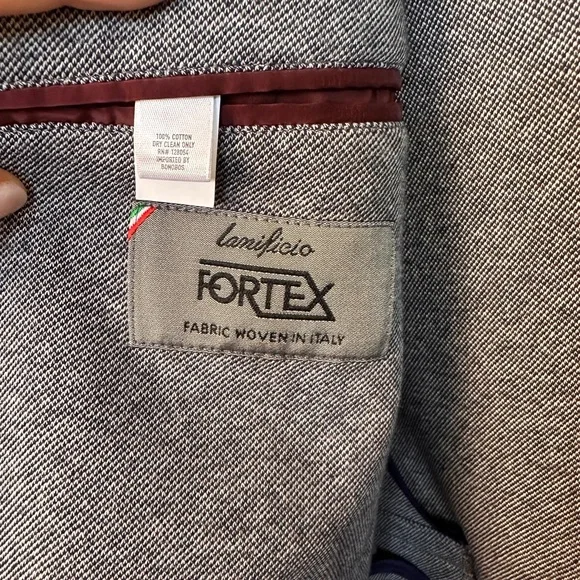 100% COTTON
DRY CLEAN ONLY
RN# 128054
IMPORTED BY
BONOBOS
Lanificio
FORTEX
FABRIC WOVEN IN ITALY